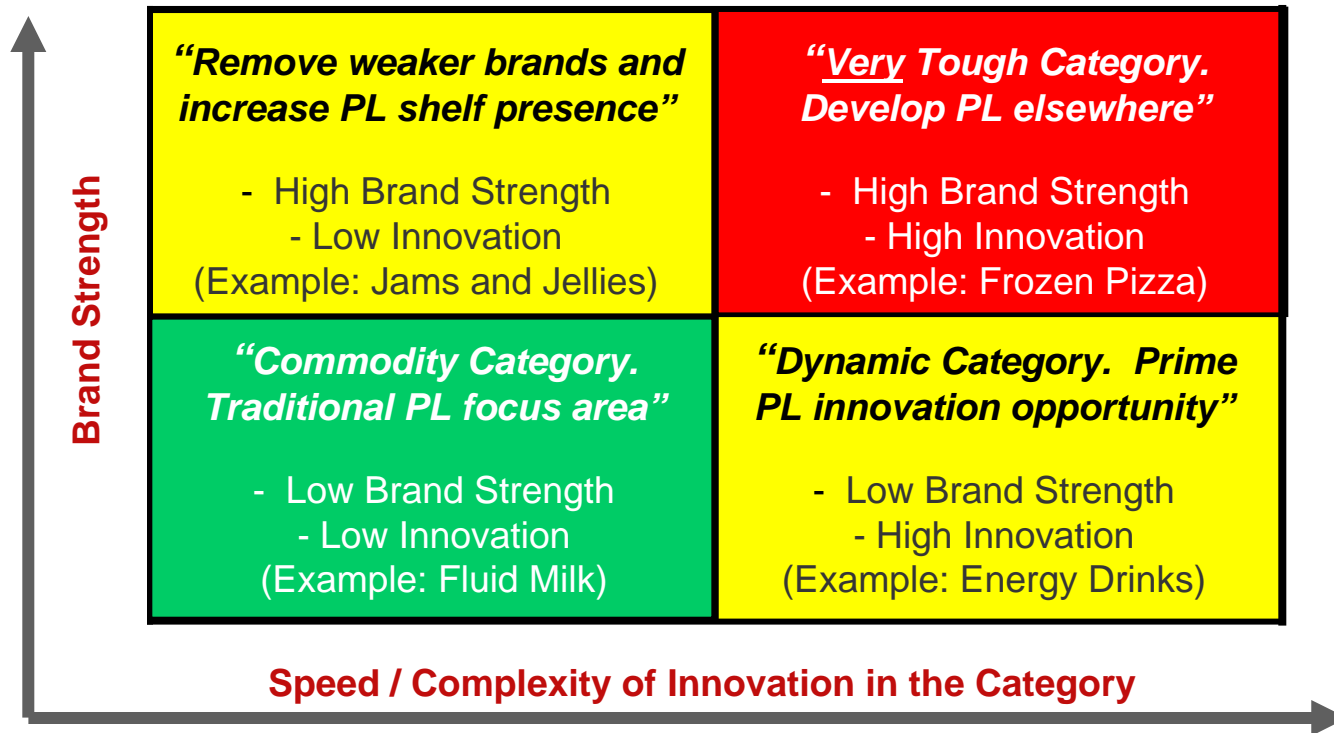 “Remove weaker brands and
increase PL shelf presence”
- High Brand Strength
- Low Innovation
(Example: Jams and Jellies)
“Very Tough Category.
Develop PL elsewhere”
- High Brand Strength
- High Innovation
(Example: Frozen Pizza)
Brand Strength
“Commodity Category.
Traditional PL focus area”
- Low Brand Strength
- Low Innovation
(Example: Fluid Milk)
“Dynamic Category.  Prime
PL innovation opportunity”
- Low Brand Strength
- High Innovation
(Example: Energy Drinks)
Speed / Complexity of Innovation in the Category